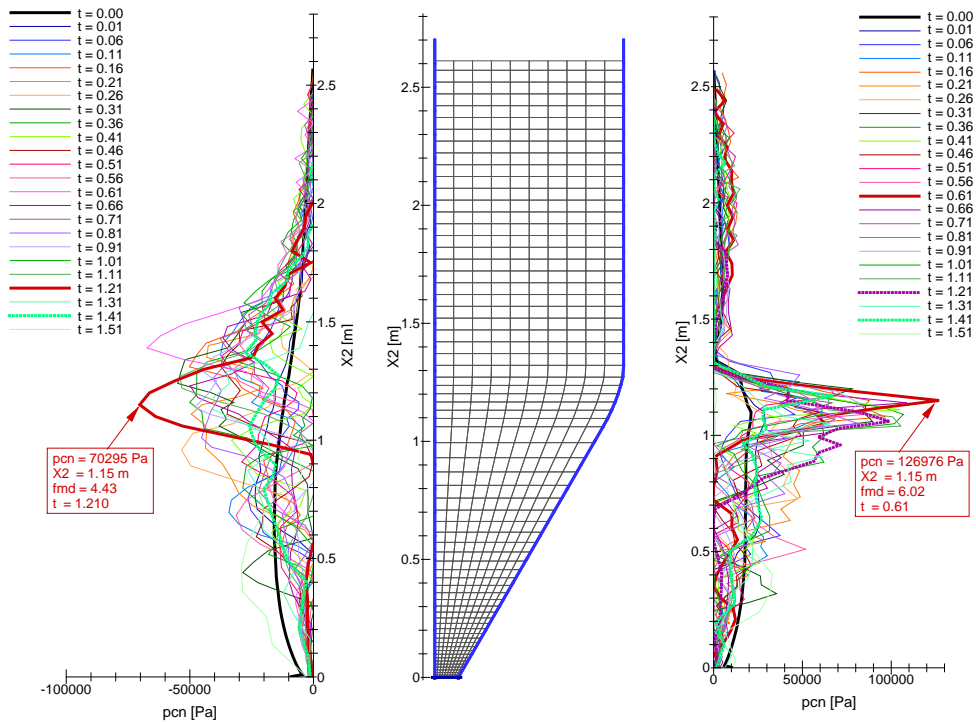 t = 0.00
t = 0.01
t = 0.06
t = 0.11
t = 0.16
t = 0.21
t = 0.26
t = 0.31
t = 0.36
t = 0.41
t = 0.46
t = 0.51
t = 0.56
t = 0.61
t = 0.66
t = 0.71
t = 0.81
t = 0.91
t = 1.01
t = 1.11
t = 1.21
t = 1.31
t = 1.41
t = 1.51
2.5
2
1.5
1
0.5
0
X2 [m]
pcn = 70295 Pa
X2 = 1.15 m
fmd = 4.43
t = 1.210
-100000
-50000
0
pcn [Pa]
2.5
2
1.5
1
0.5
0
X2 [m]
2.5
2
1.5
1
0.5
0
X2 [m]
t = 0.00
t = 0.01
t = 0.06
t = 0.11
t = 0.16
t = 0.21
t = 0.26
t = 0.31
t = 0.36
t = 0.41
t = 0.46
t = 0.51
t = 0.56
t = 0.61
t = 0.66
t = 0.71
t = 0.81
t = 0.91
t = 1.01
t = 1.11
t = 1.21
t = 1.31
t = 1.41
t = 1.51
pcn = 126976 Pa
X2 = 1.15 m
fmd = 6.02
t = 0.61
0
50000
100000
pcn [Pa]